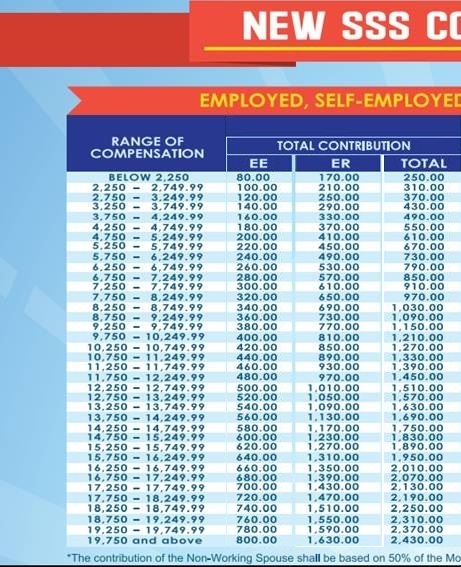 NEW SSS CO
EMPLOYED, SELF-EMPLOYED
RANGE OF COMPENSATION TOTAL CONTRIBUTION
EE ER TOTAL
BELOW 2,250 80.00 170.00 250.00
2,250 - 2,749.99 100.00 210.00 310.00
2,750 - 3,249.99 120.00 250.00 370.00
3,250 - 3,749.99 140.00 290.00 430.00
3,750 - 4,249.99 160.00 330.00 490.00
4,250 - 4,749.99 180.00 370.00 550.00
4,750 - 5,249.99 200.00 410.00 610.00
5,250 - 5,749.99 220.00 450.00 670.00
5,750 - 6,249.99 240.00 490.00 730.00
6,250 - 6,749.99 260.00 530.00 790.00
6,750 - 7,249.99 280.00 570.00 850.00
7,250 - 7,749.99 300.00 610.00 910.00
7,750 - 8,249.99 320.00 650.00 970.00
8,250 - 8,749.99 340.00 690.00 1,030.00
8,750 - 9,249.99 360.00 730.00 1,090.00
9,250 - 9,749.99 380.00 770.00 1,150.00
9,750 - 10,249.99 400.00 810.00 1,210.00
10,250 - 10,749.99 420.00 850.00 1,270.00
10,750 - 11,249.99 440.00 890.00 1,330.00
11,250 - 11,749.99 460.00 930.00 1,390.00
11,750 - 12,249.99 480.00 970.00 1,450.00
12,250 - 12,749.99 500.00 1,010.00 1,510.00
12,750 - 13,249.99 520.00 1,050.00 1,570.00
13,250 - 13,749.99 540.00 1,090.00 1,630.00
13,750 - 14,249.99 560.00 1,130.00 1,690.00
14,250 - 14,749.99 580.00 1,170.00 1,750.00
14,750 - 15,249.99 600.00 1,230.00 1,830.00
15,250 - 15,749.99 620.00 1,270.00 1,890.00
15,750 - 16,249.99 640.00 1,310.00 1,950.00
16,250 - 16,749.99 660.00 1,350.00 2,010.00
16,750 - 17,249.99 680.00 1,390.00 2,070.00
17,250 - 17,749.99 700.00 1,430.00 2,130.00
17,750 - 18,249.99 720.00 1,470.00 2,190.00
18,250 - 18,749.99 740.00 1,510.00 2,250.00
18,750 - 19,249.99 760.00 1,550.00 2,310.00
19,250 - 19,749.99 780.00 1,590.00 2,370.00
19,750 and above 800.00 1,630.00 2,430.00
*The contribution of the Non-Working Spouse shall be based on 50% of the Mo